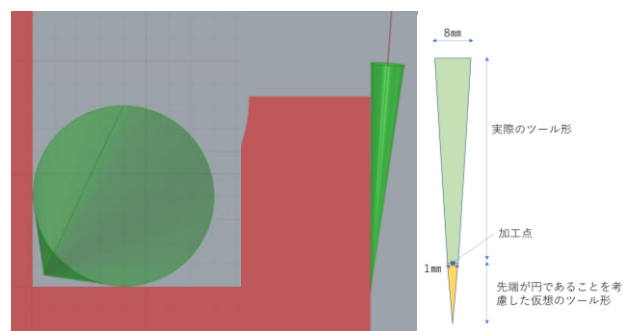 8㎜
実際のツール形
加工点
1㎜
先端が円であることを考
慮した仮想のツール形